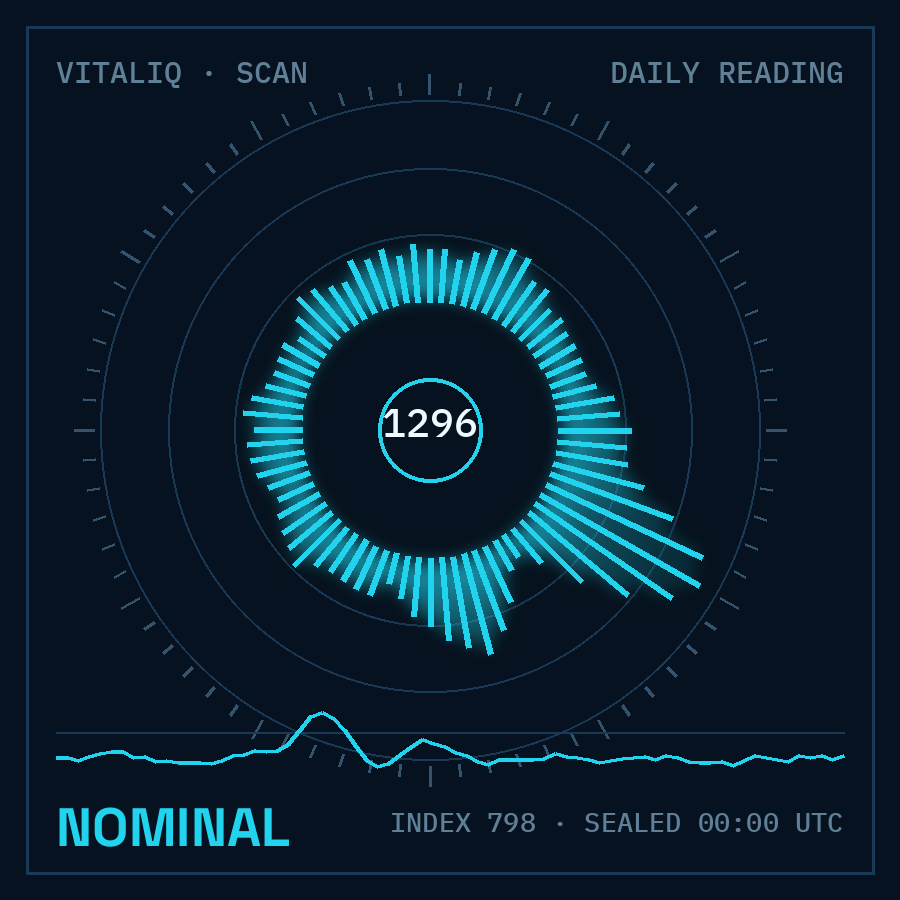 VITALIQ · SCAN
DAILY READING
1296
NOMINAL
INDEX 798 · SEALED 00:00 UTC